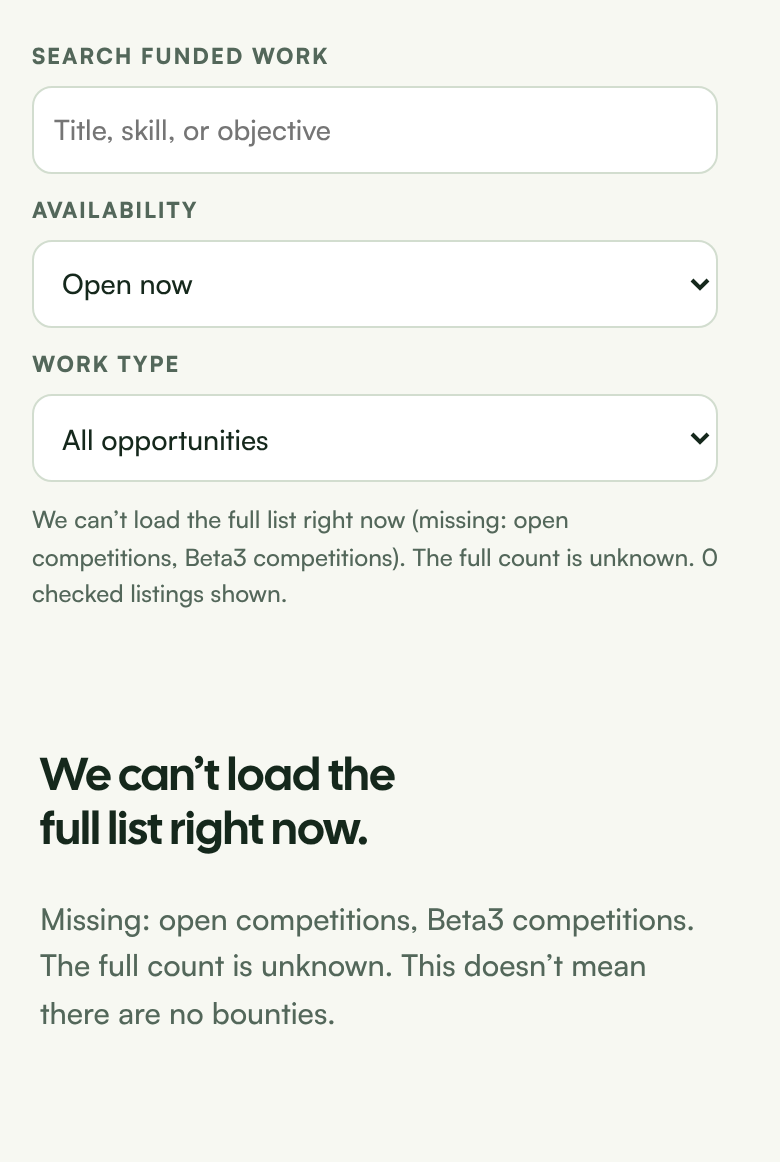 SEARCH FUNDED WORK
Title, skill, or objective
AVAILABILITY
Open now
WORK TYPE
All opportunities
We can’t load the full list right now (missing: open
competitions, Beta3 competitions). The full count is unknown. 0
checked listings shown.
We can’t load the
full list right now.
Missing: open competitions, Beta3 competitions.
The full count is unknown. This doesn’t mean
there are no bounties.